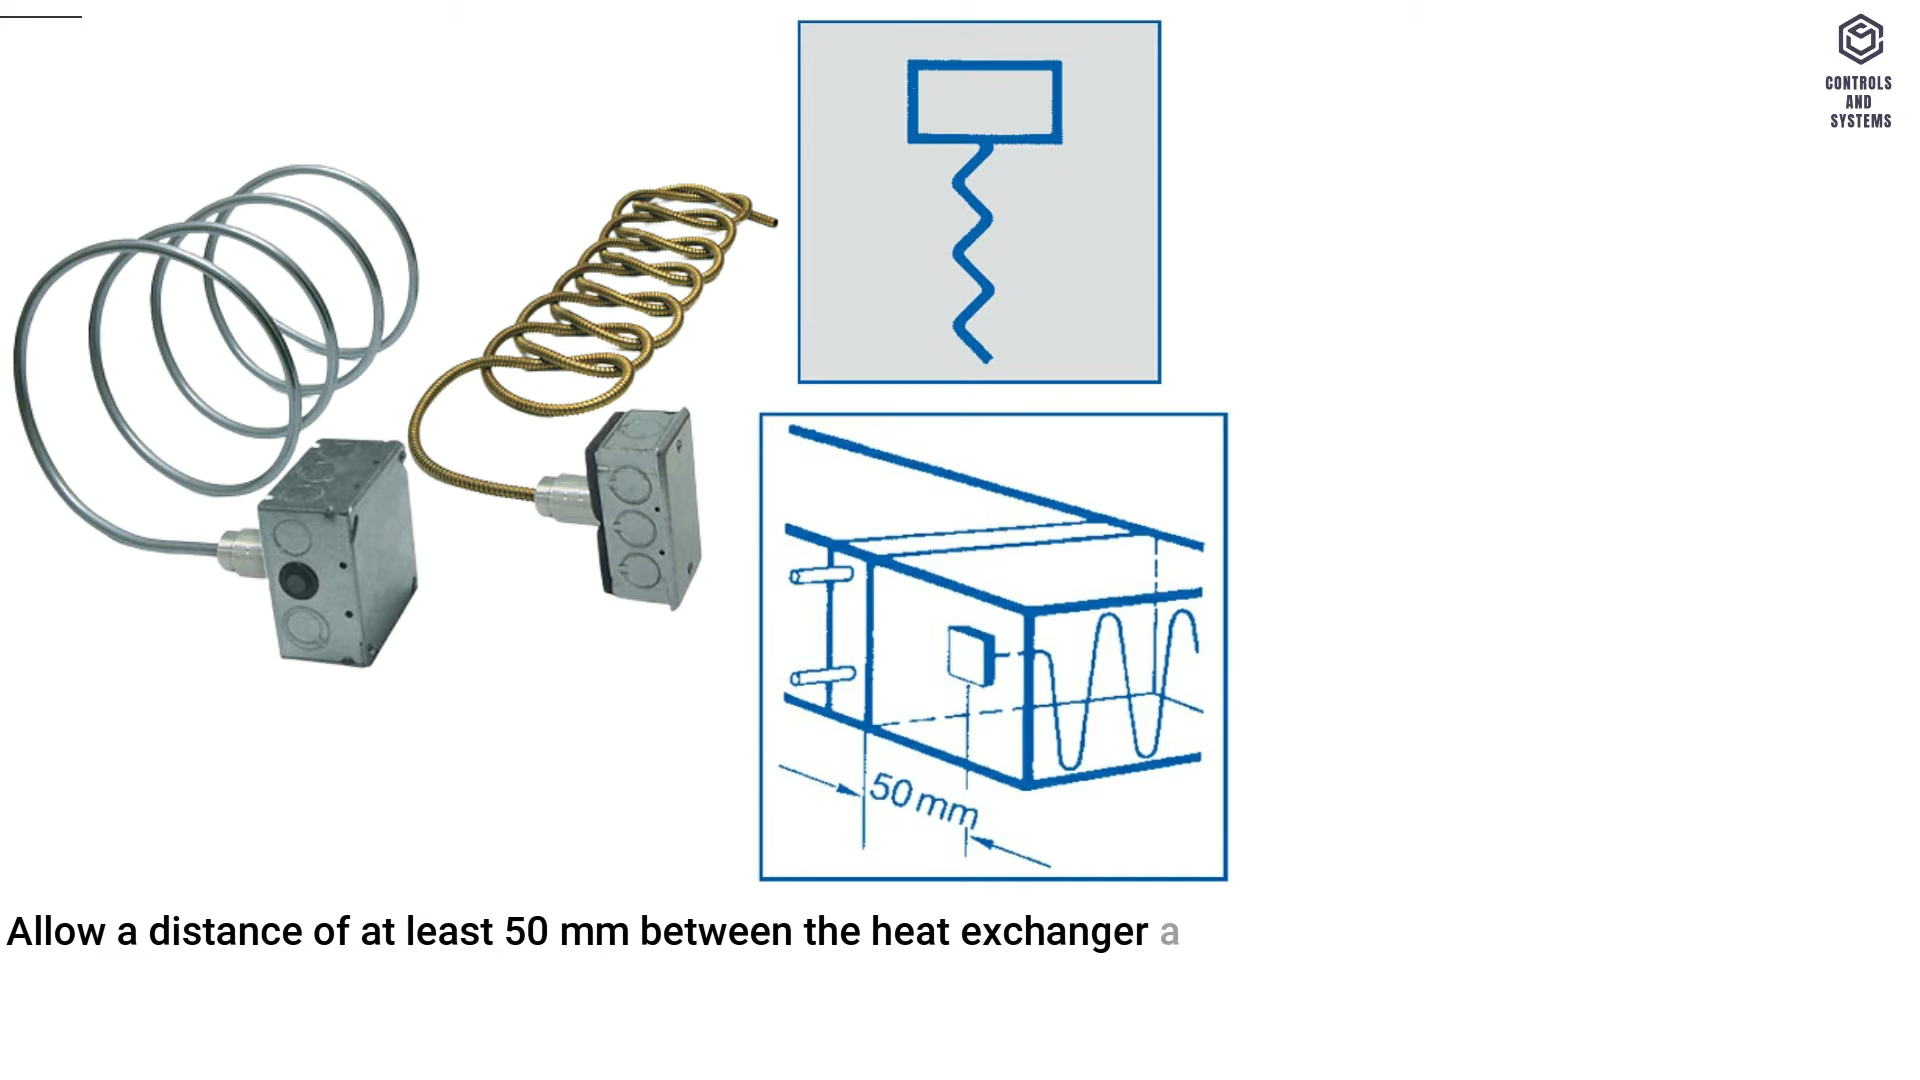 CONTROLS
AND
SYSTEMS
50 mm
Allow a distance of at least 50 mm between the heat exchanger a